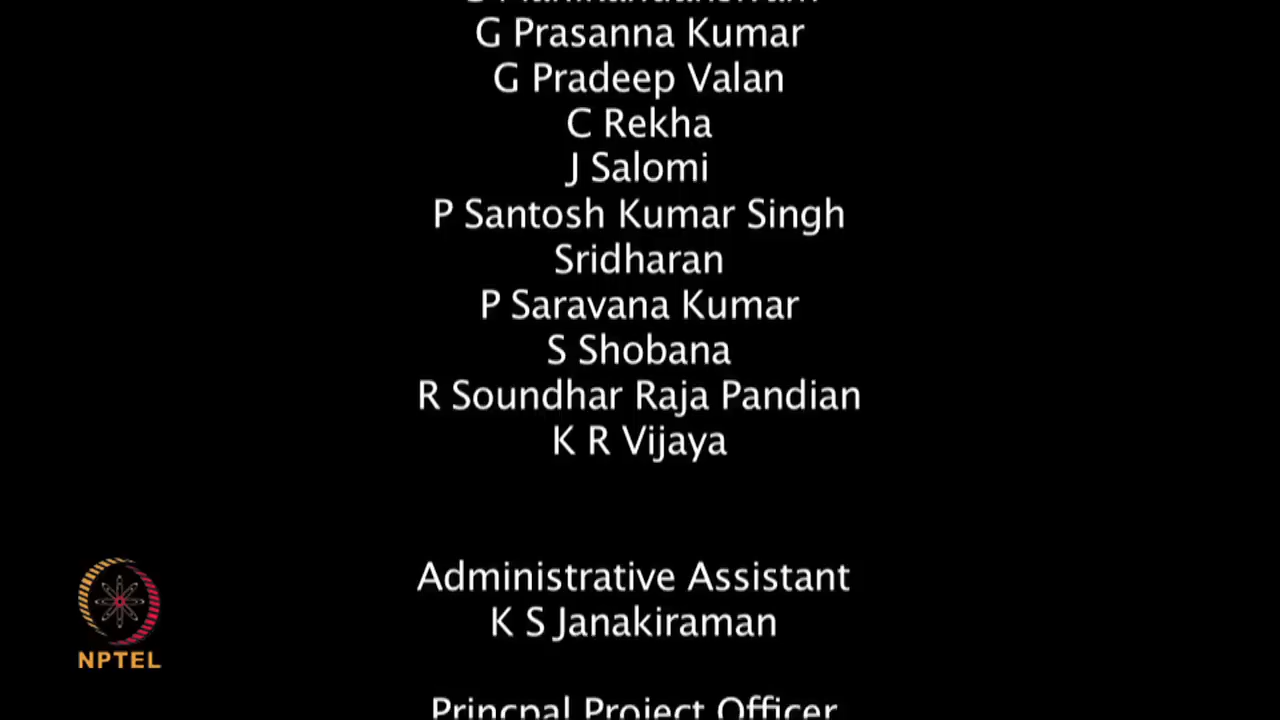 G Prasanna Kumar
G Pradeep Valan
C Rekha
J Salomi
P Santosh Kumar Singh
Sridharan
P Saravana Kumar
S Shobana
R Soundhar Raja Pandian
K R Vijaya
Administrative Assistant
K S Janakiraman
NPTEL
Princpal Project Officer